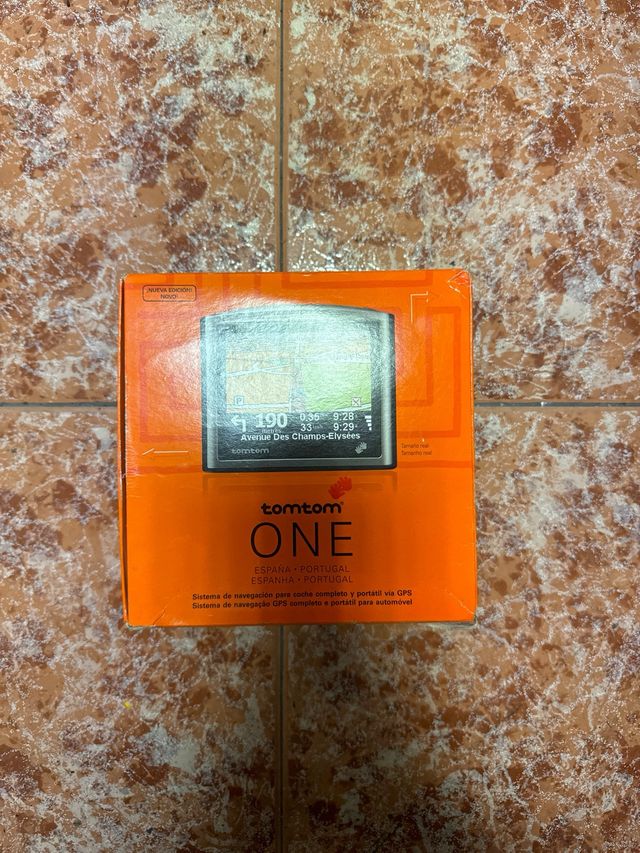 ¡NUEVA EDICIÓN!
NOVO!
P
190 0,35 9:28
metres 33 9:29
Avenue Des Champs-Elysées
tomtom
Tamaño real
Tamanho real
tomtom
ONE
ESPAÑA • PORTUGAL
ESPANHA • PORTUGAL
Sistema de navegación para coche completo y portátil vía GPS
Sistema de navegação GPS completo e portátil para automóvel